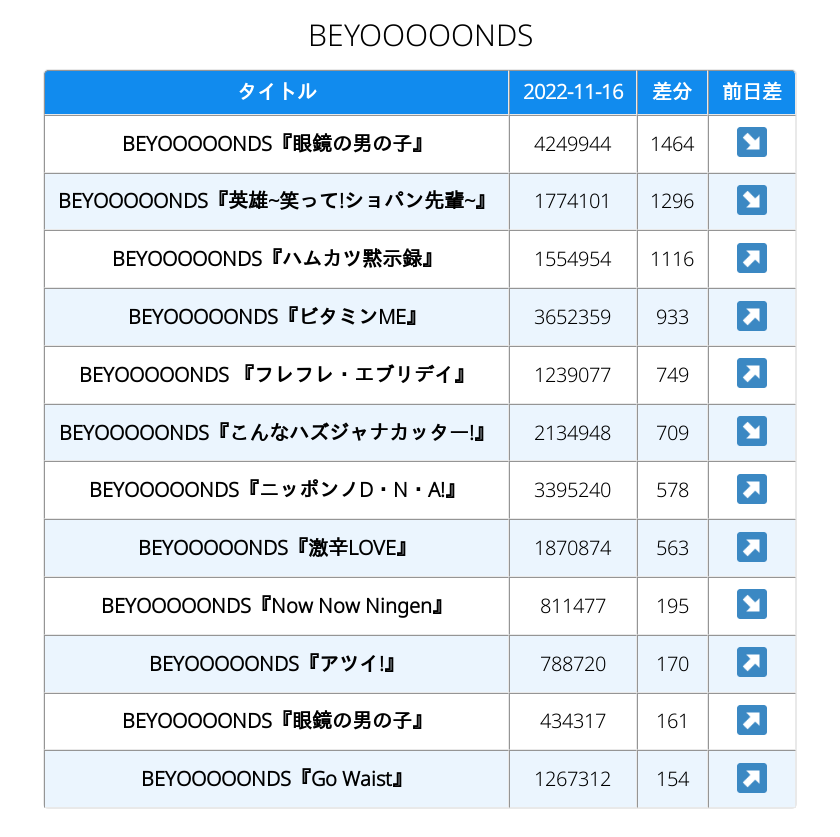 BEYOOOOONDS
タイトル 2022-11-16 差分 前日差
BEYOOOOONDS『眼鏡の男の子』 4249944 1464 ↘
BEYOOOOONDS『英雄~笑って!ショパン先輩~』 1774101 1296 ↘
BEYOOOOONDS『ハムカツ黙示録』 1554954 1116 ↗
BEYOOOOONDS『ビタミンME』 3652359 933 ↗
BEYOOOOONDS 『フレフレ・エブリデイ』 1239077 749 ↗
BEYOOOOONDS『こんなハズジャナカッター!』 2134948 709 ↘
BEYOOOOONDS『ニッポンノD・N・A!』 3395240 578 ↗
BEYOOOOONDS『激辛LOVE』 1870874 563 ↗
BEYOOOOONDS『Now Now Ningen』 811477 195 ↘
BEYOOOOONDS『アツイ!』 788720 170 ↗
BEYOOOOONDS『眼鏡の男の子』 434317 161 ↗
BEYOOOOONDS『Go Waist』 1267312 154 ↗